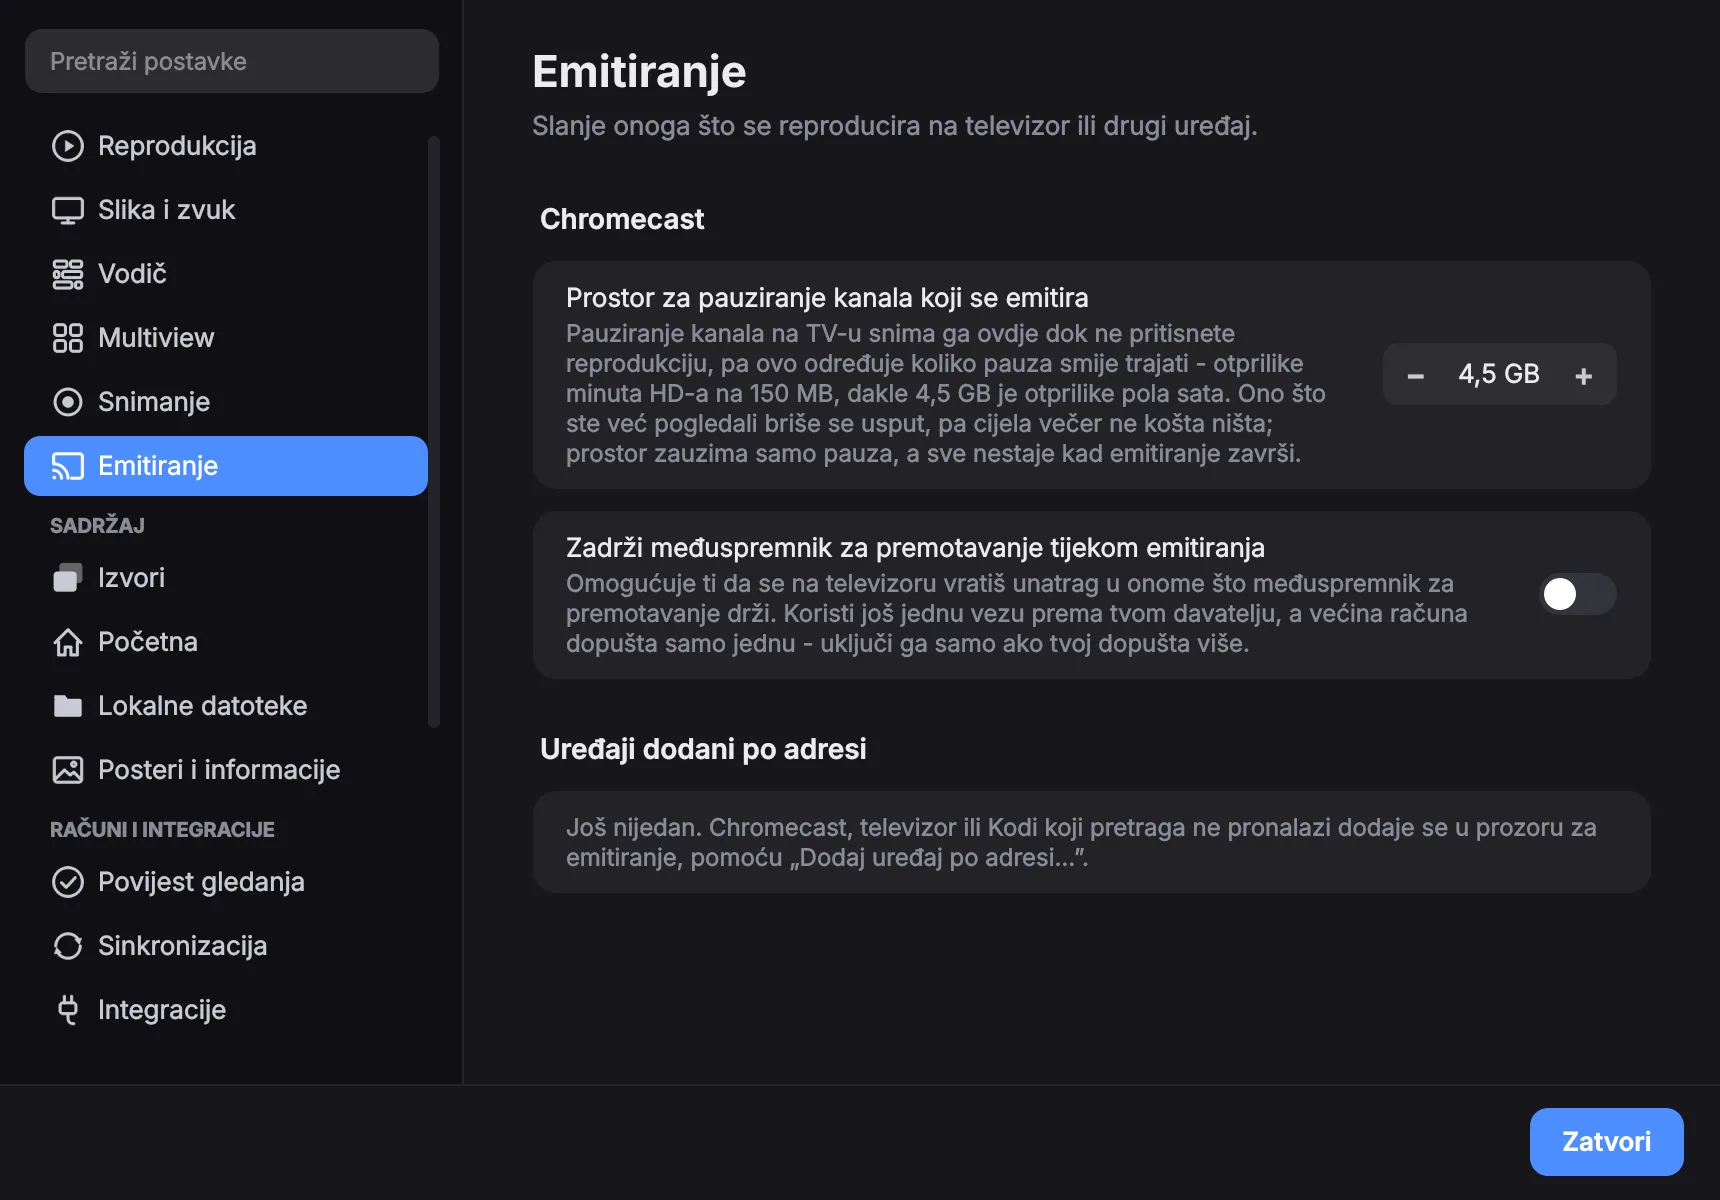 Pretraži postavke
Reprodukcija
Slika i zvuk
Vodič
Multiview
Snimanje
Emitiranje
SADRŽAJ
Izvori
Početna
Lokalne datoteke
Posteri i informacije
RAČUNI I INTEGRACIJE
Povijest gledanja
Sinkronizacija
Integracije
Emitiranje
Slanje onoga što se reproducira na televizor ili drugi uređaj.
Chromecast
Prostor za pauziranje kanala koji se emitira
Pauziranje kanala na TV-u snima ga ovdje dok ne pritisnete
reprodukciju, pa ovo određuje koliko pauza smije trajati - otprilike
minuta HD-a na 150 MB, dakle 4,5 GB je otprilike pola sata. Ono što
ste već pogledali briše se usput, pa cijela večer ne košta ništa;
prostor zauzima samo pauza, a sve nestaje kad emitiranje završi.
− 4,5 GB +
Zadrži međuspremnik za premotavanje tijekom emitiranja
Omogućuje ti da se na televizoru vratiš unatrag u onome što međuspremnik za
premotavanje drži. Koristi još jednu vezu prema tvom davatelju, a većina računa
dopušta samo jednu - uključi ga samo ako tvoj dopušta više.
Uređaji dodani po adresi
Još nijedan. Chromecast, televizor ili Kodi koji pretraga ne pronalazi dodaje se u prozoru za
emitiranje, pomoću „Dodaj uređaj po adresi...”.
Zatvori